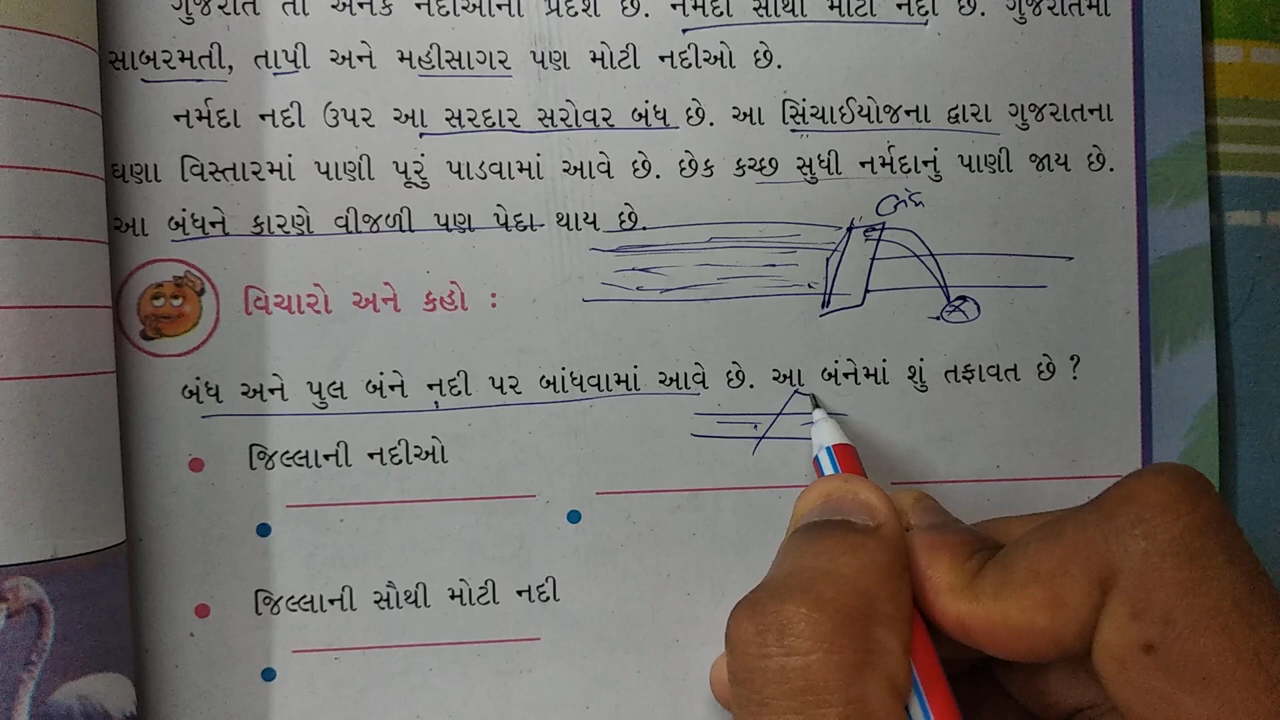 ગુજરાત તો અનેક નદીઓનો પ્રદેશ છે. નર્મદા સૌથી મોટી નદી છે. ગુજરાતમાં
સાબરમતી, તાપી અને મહીસાગર પણ મોટી નદીઓ છે.
નર્મદા નદી ઉપર આ સરદાર સરોવર બંધ છે. આ સિંચાઈયોજના દ્વારા ગુજરાતના
ઘણા વિસ્તારમાં પાણી પૂરું પાડવામાં આવે છે. છેક કચ્છ સુધી નર્મદાનું પાણી જાય છે.
આ બંધને કારણે વીજળી પણ પેદા થાય છે.
બંધ
વિચારો અને કહો :
બંધ અને પુલ બંને નદી પર બાંધવામાં આવે છે. આ બંનેમાં શું તફાવત છે ?
જિલ્લાની નદીઓ
જિલ્લાની સૌથી મોટી નદી